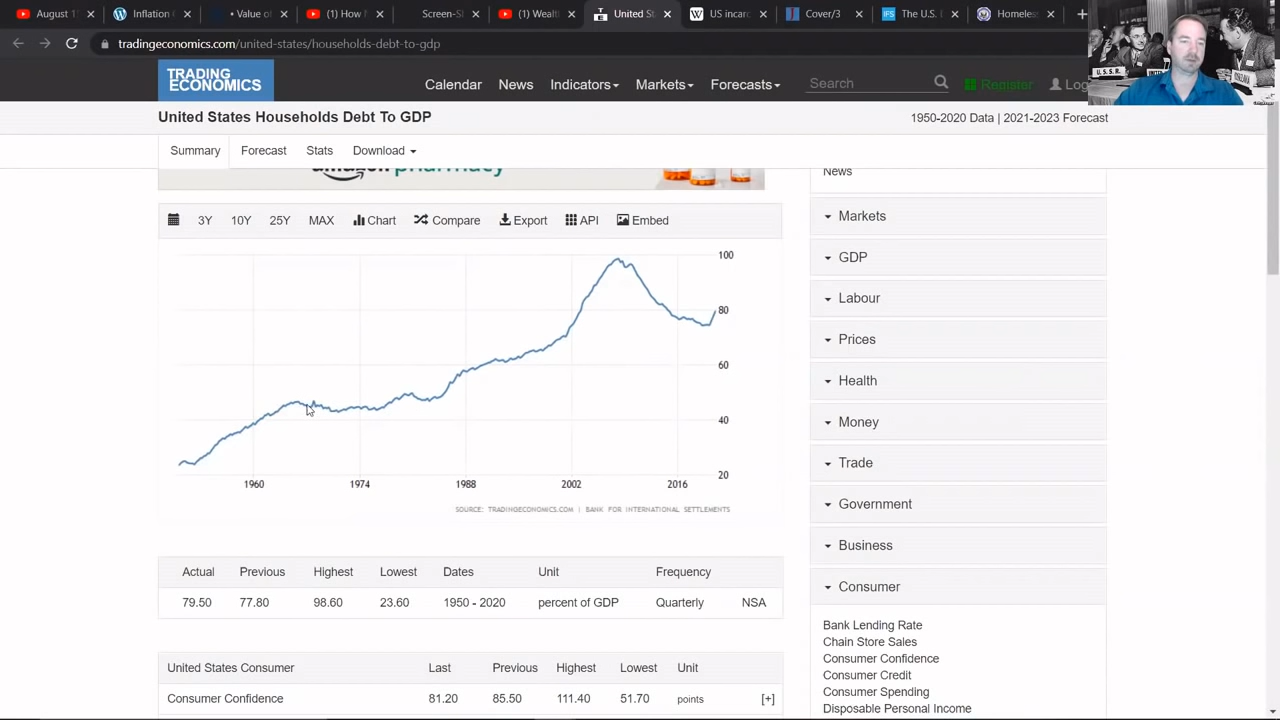 August 1
Inflation
Value of
(1) How
Screen-S
(1) Wealt
United St
US incar
Cover/3
The U.S.
Homeles
tradingeconomics.com/united-states/households-debt-to-gdp
U.S.S.R.
TRADING
ECONOMICS
Calendar News Indicators Markets Forecasts Search Register Log
United States Households Debt To GDP
1950-2020 Data | 2021-2023 Forecast
Summary Forecast Stats Download
amazon pharmacy
3Y 10Y 25Y MAX Chart Compare Export API Embed
100
80
60
40
20
1960 1974 1988 2002 2016
SOURCE: TRADINGECONOMICS.COM | BANK FOR INTERNATIONAL SETTLEMENTS
Actual Previous Highest Lowest Dates Unit Frequency
79.50 77.80 98.60 23.60 1950 - 2020 percent of GDP Quarterly NSA
United States Consumer Last Previous Highest Lowest Unit
Consumer Confidence 81.20 85.50 111.40 51.70 points [+]
News
Markets
GDP
Labour
Prices
Health
Money
Trade
Government
Business
Consumer
Bank Lending Rate
Chain Store Sales
Consumer Confidence
Consumer Credit
Consumer Spending
Disposable Personal Income